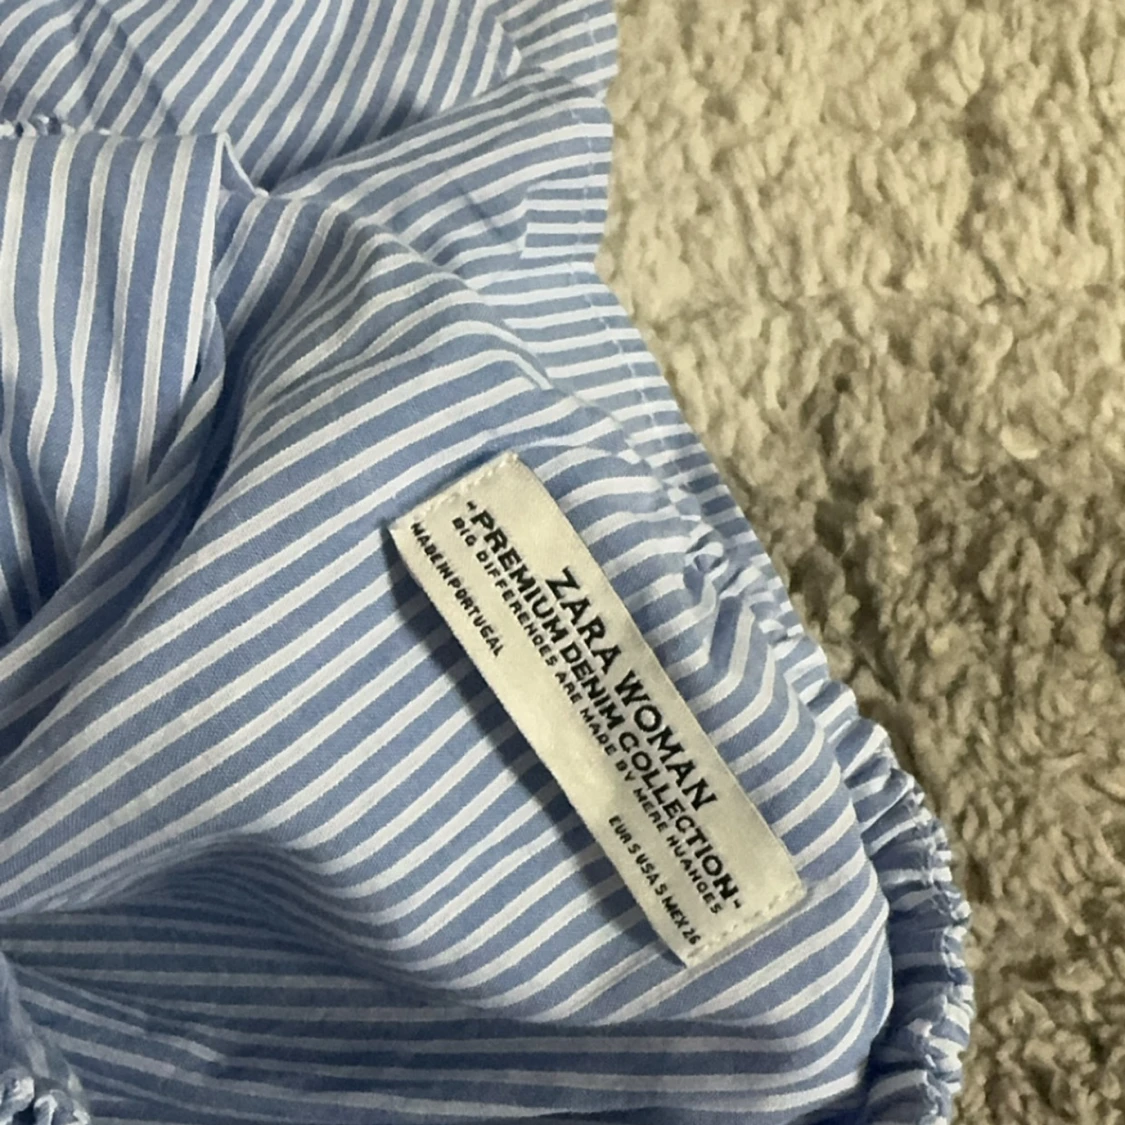 ZARA WOMAN
"PREMIUM DENIM COLLECTION"
BIG DIFFERENCES ARE MADE BY MERE NUANCES
MADE IN PORTUGAL
EUR S USA S MEX 26